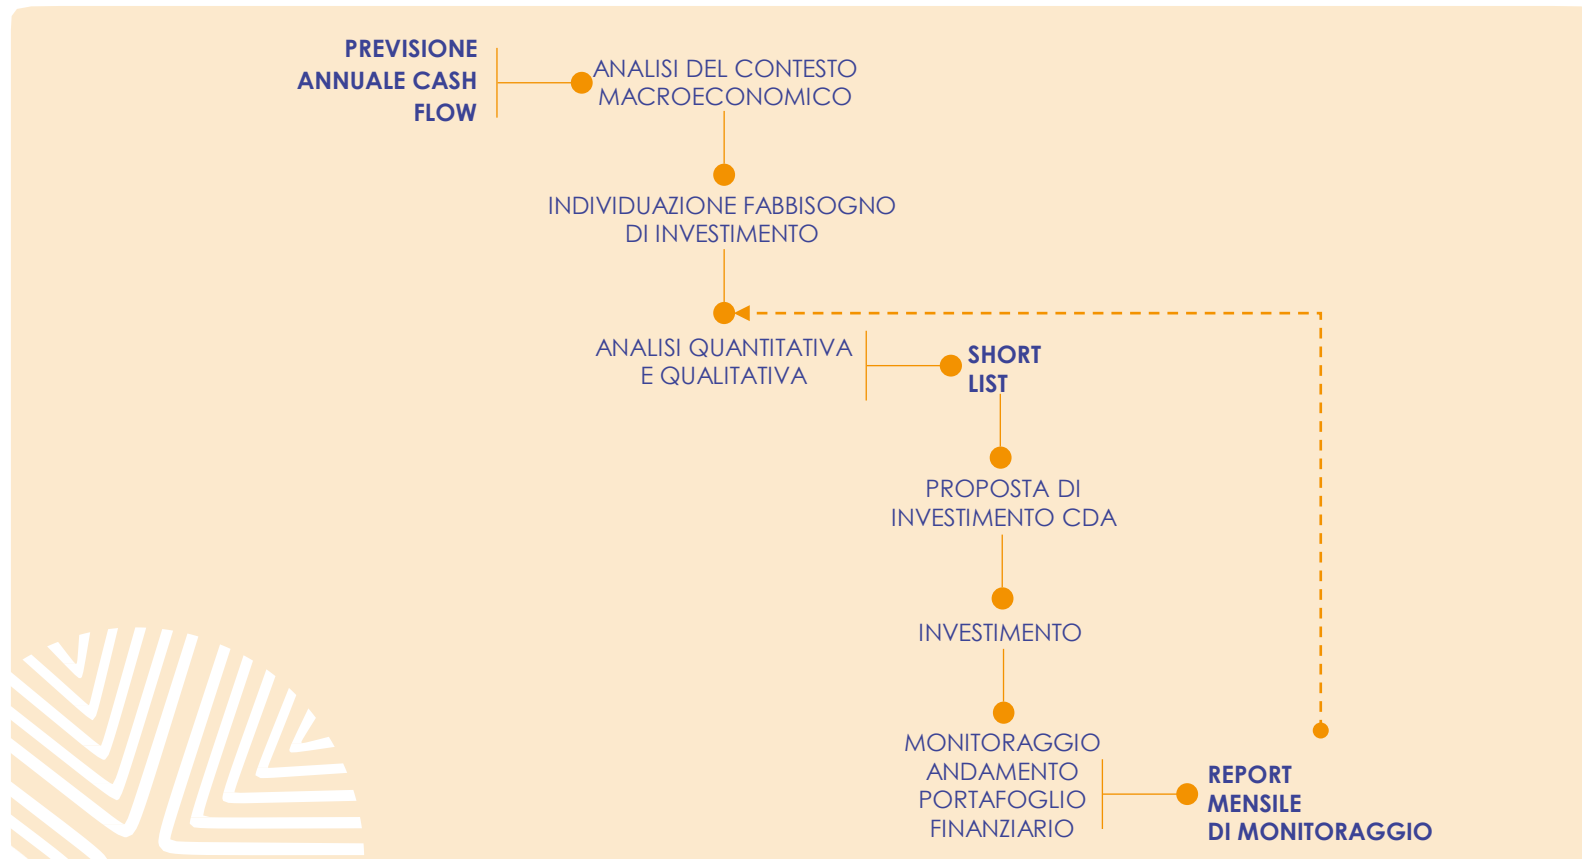 PREVISIONE
ANNUALE CASH
FLOW
ANALISI DEL CONTESTO
MACROECONOMICO
INDIVIDUAZIONE FABBISOGNO
DI INVESTIMENTO
ANALISI QUANTITATIVA
E QUALITATIVA
SHORT
LIST
PROPOSTA DI
INVESTIMENTO CDA
INVESTIMENTO
MONITORAGGIO
ANDAMENTO
PORTAFOGLIO
FINANZIARIO
REPORT
MENSILE
DI MONITORAGGIO